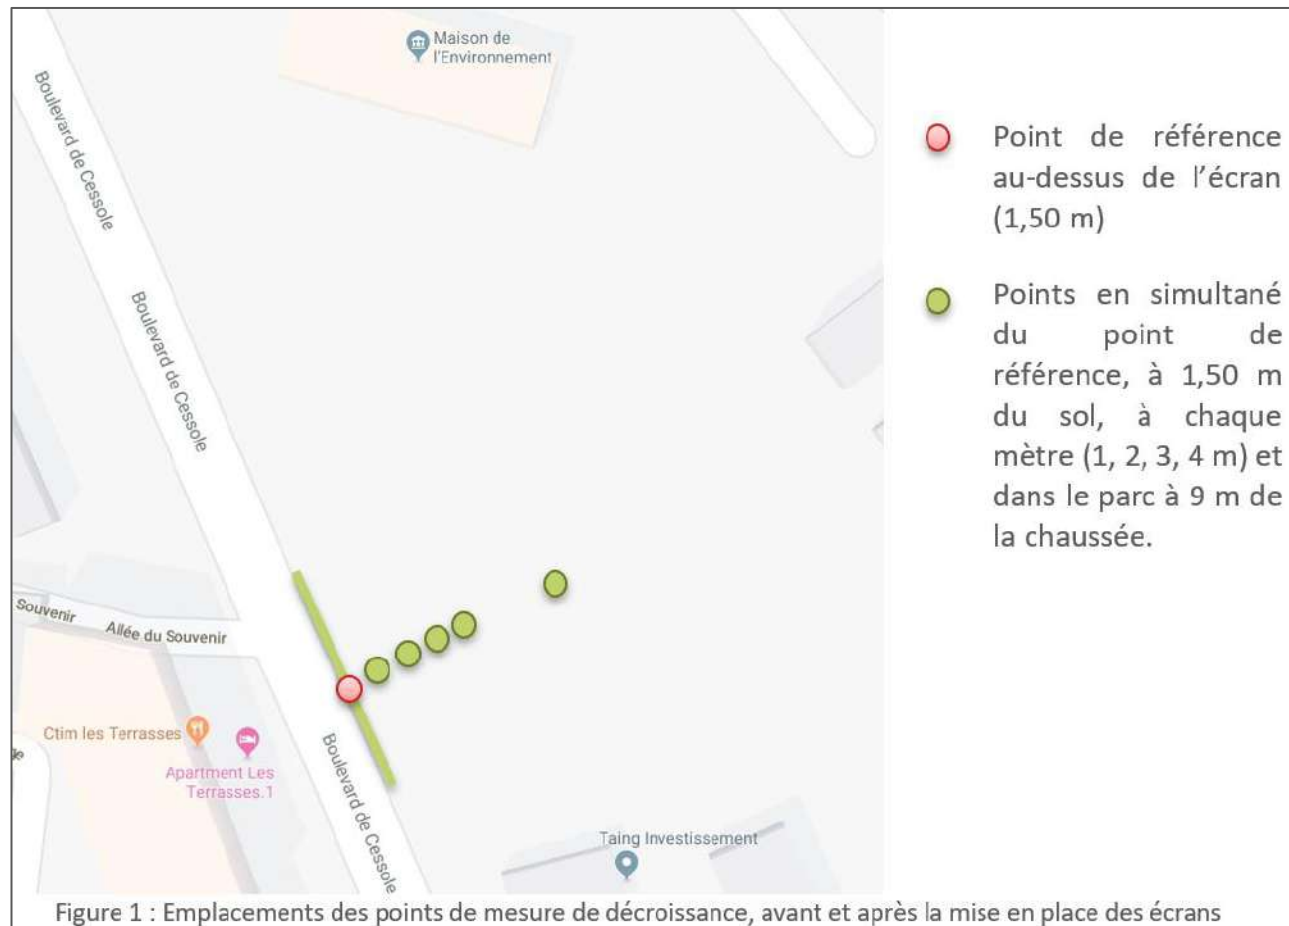 Maison de
l'Environnement
Boulevard de Cessole
Boulevard de Cessole
Point de référence
au-dessus de l'écran
(1,50 m)
Points en simultané
du point de
référence, à 1,50 m
du sol, à chaque
mètre (1, 2, 3, 4 m) et
dans le parc à 9 m de
la chaussée.
Souvenir
Allée du Souvenir
Ctim les Terrasses
Apartment Les
Terrasses.1
Boulevard de Cessole
Taing Investissement
Figure 1 : Emplacements des points de mesure de décroissance, avant et après la mise en place des écrans